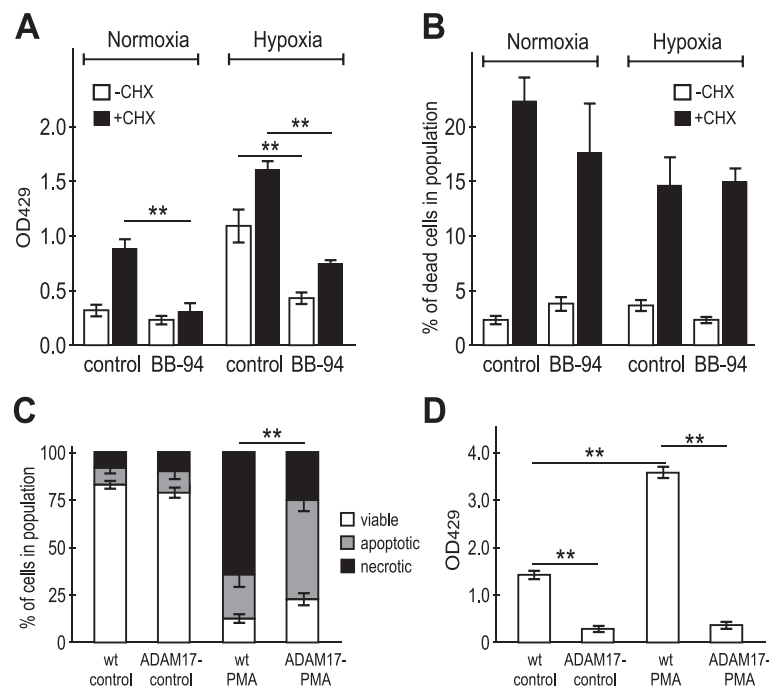 A
Normoxia Hypoxia
-CHX
+CHX
OD429
2.0
1.5
1.0
0.5
0.0
**
**
**
control BB-94 control BB-94
B
Normoxia Hypoxia
-CHX
+CHX
% of dead cells in population
20
15
10
5
0
control BB-94 control BB-94
C
% of cells in population
100
75
50
25
0
**
viable
apoptotic
necrotic
wt ADAM17- wt ADAM17-
control control PMA PMA
D
OD429
4.0
3.0
2.0
1.0
0.0
**
**
**
wt ADAM17- wt ADAM17-
control control PMA PMA